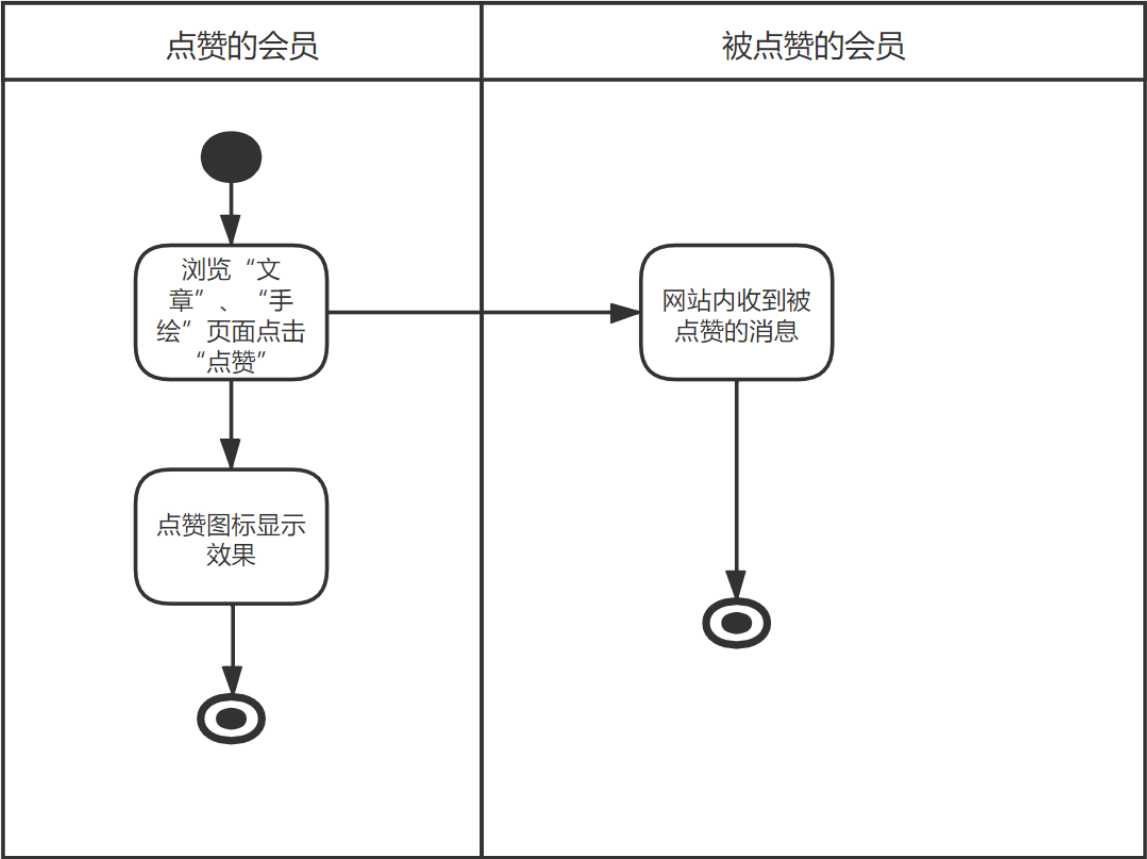 点赞的会员
被点赞的会员
浏览“文
章”、“手
绘”页面点击
“点赞”
网站内收到被
点赞的消息
点赞图标显示
效果